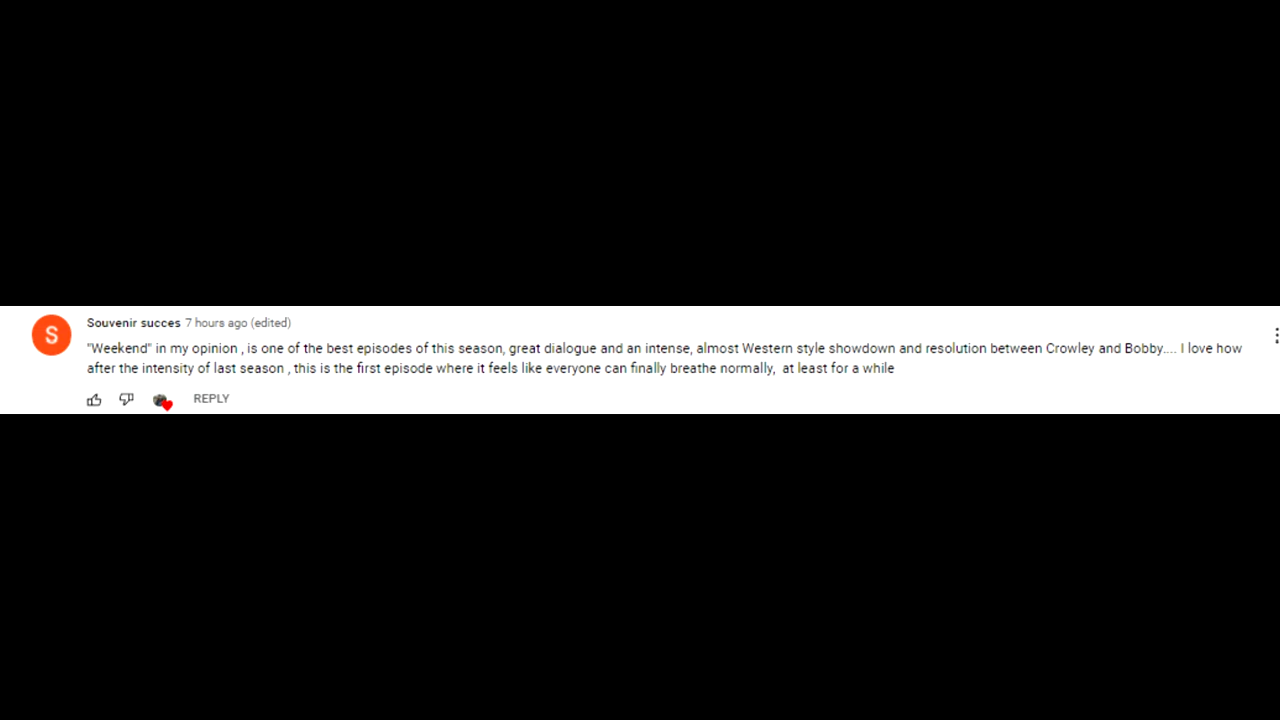 S
Souvenir succes 7 hours ago (edited)
"Weekend" in my opinion , is one of the best episodes of this season, great dialogue and an intense, almost Western style showdown and resolution between Crowley and Bobby.... I love how
after the intensity of last season , this is the first episode where it feels like everyone can finally breathe normally,  at least for a while
REPLY